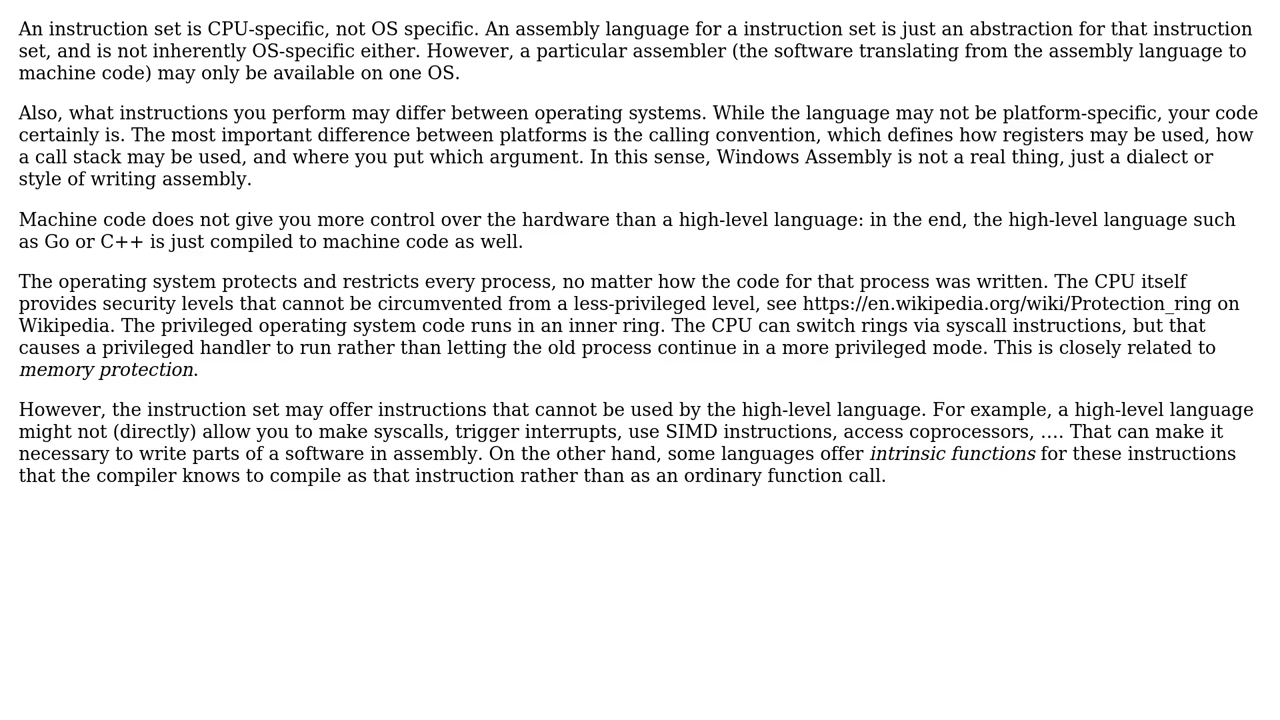 An instruction set is CPU-specific, not OS specific. An assembly language for a instruction set is just an abstraction for that instruction
set, and is not inherently OS-specific either. However, a particular assembler (the software translating from the assembly language to
machine code) may only be available on one OS.
Also, what instructions you perform may differ between operating systems. While the language may not be platform-specific, your code
certainly is. The most important difference between platforms is the calling convention, which defines how registers may be used, how
a call stack may be used, and where you put which argument. In this sense, Windows Assembly is not a real thing, just a dialect or
style of writing assembly.
Machine code does not give you more control over the hardware than a high-level language: in the end, the high-level language such
as Go or C++ is just compiled to machine code as well.
The operating system protects and restricts every process, no matter how the code for that process was written. The CPU itself
provides security levels that cannot be circumvented from a less-privileged level, see https://en.wikipedia.org/wiki/Protection_ring on
Wikipedia. The privileged operating system code runs in an inner ring. The CPU can switch rings via syscall instructions, but that
causes a privileged handler to run rather than letting the old process continue in a more privileged mode. This is closely related to
memory protection.
However, the instruction set may offer instructions that cannot be used by the high-level language. For example, a high-level language
might not (directly) allow you to make syscalls, trigger interrupts, use SIMD instructions, access coprocessors, …. That can make it
necessary to write parts of a software in assembly. On the other hand, some languages offer intrinsic functions for these instructions
that the compiler knows to compile as that instruction rather than as an ordinary function call.